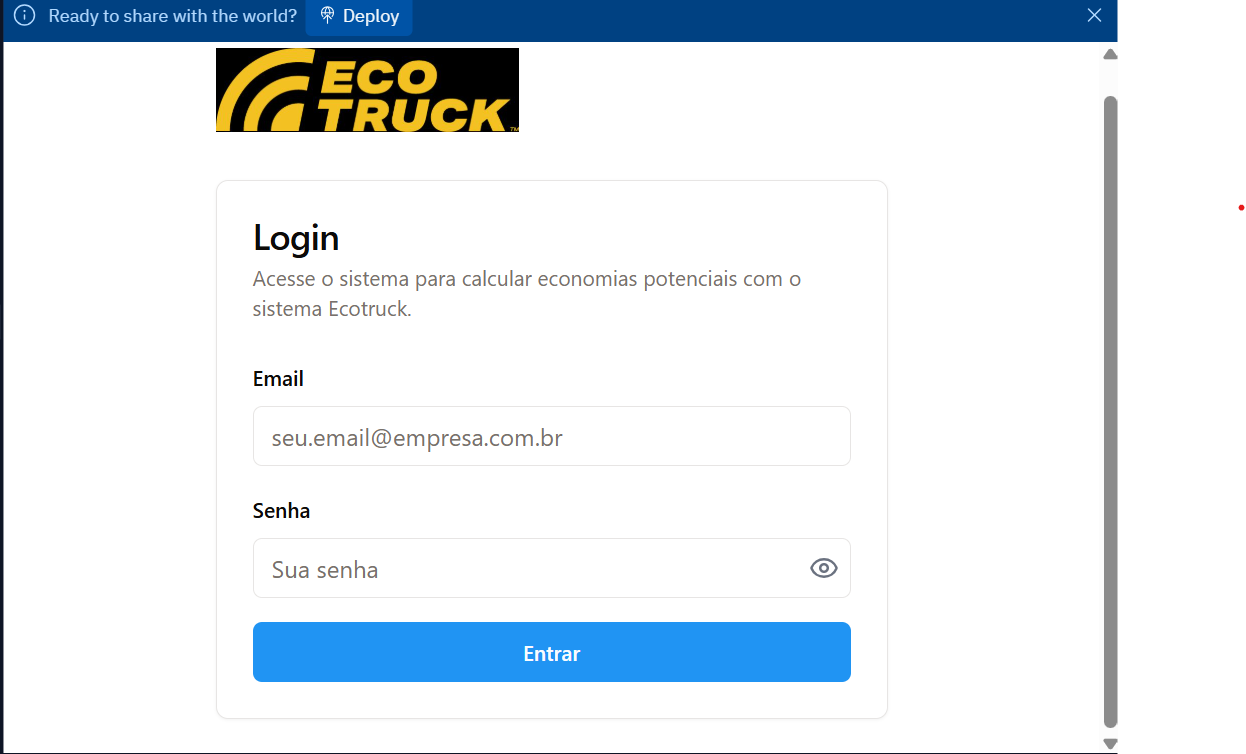 Ready to share with the world? Deploy
ECO
TRUCK™
Login
Acesse o sistema para calcular economias potenciais com o
sistema Ecotruck.
Email
seu.email@empresa.com.br
Senha
Sua senha
Entrar